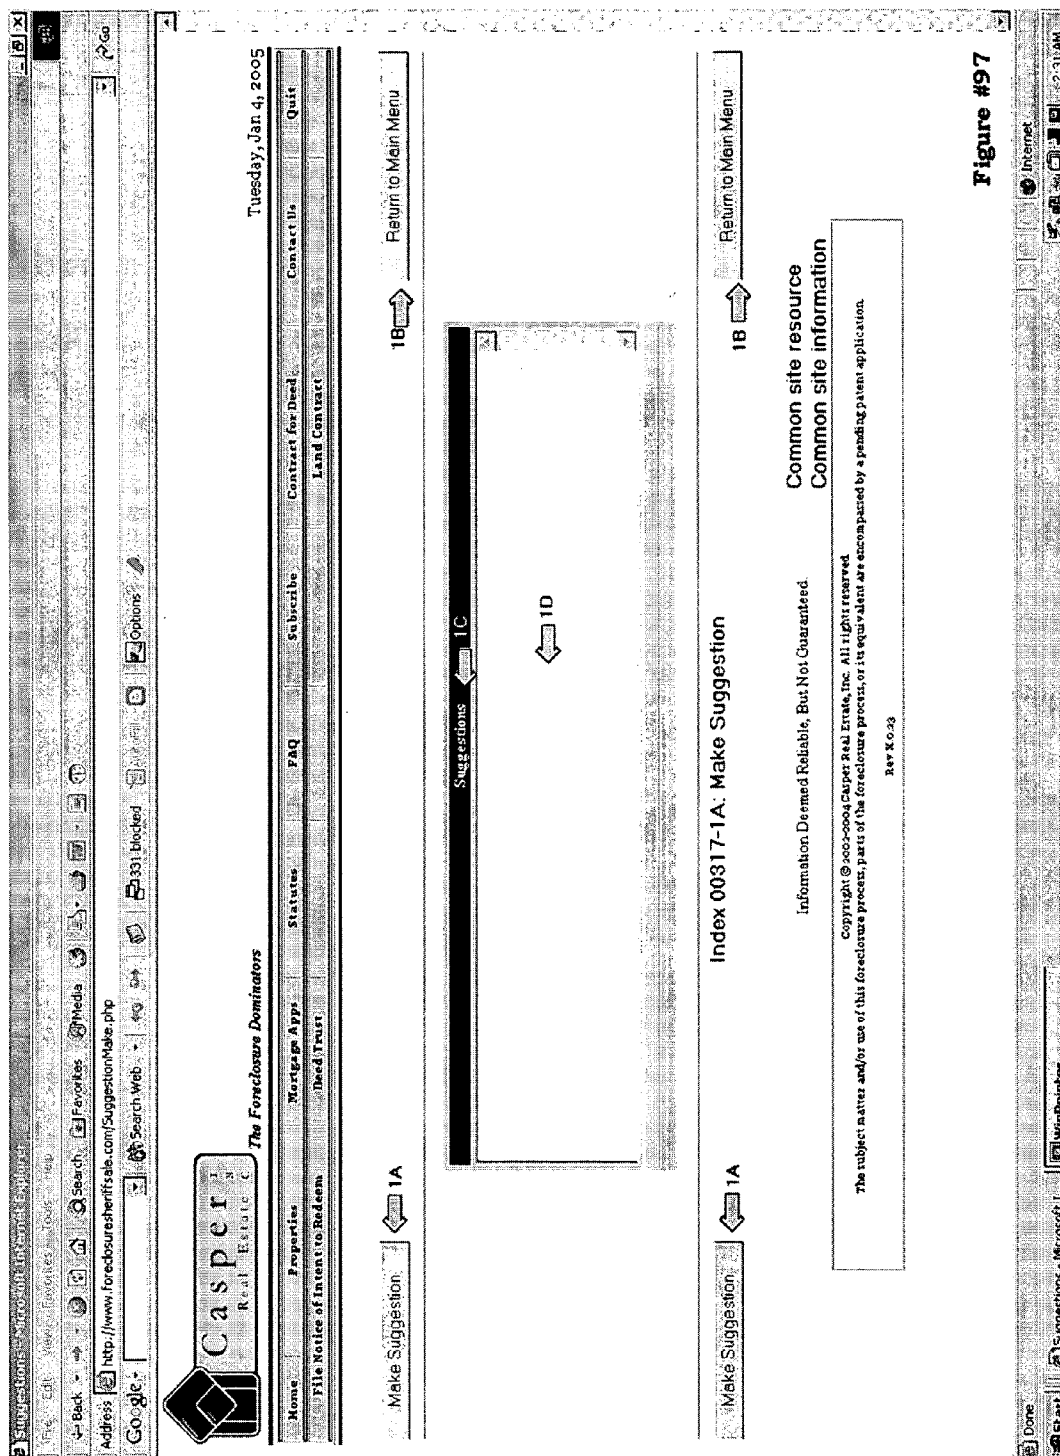 Suggestions - Microsoft Internet Explorer
File Edit View Favorites Tools Help
Back Search Favorites Media
Address http://www.foreclosuresheriffsale.com/SuggestionMake.php Go
Google Search Web 331 blocked Options
Casper INC
Real Estate
The Foreclosure Dominators
Tuesday, Jan 4, 2005
Home Properties Mortgage Apps Statutes FAQ Subscribe Contract for Deed Contact Us Quit
File Notice of Intent to Redeem Deed Trust Land Contract
Make Suggestion 1A 1B Return to Main Menu
Suggestions 1C
1D
Make Suggestion 1A Index 00317-1A: Make Suggestion 1B Return to Main Menu
Information Deemed Reliable, But Not Guaranteed.
Common site resource
Common site information
Copyright © 2002-2004 Casper Real Estate, Inc. All rights reserved
The subject matter and/or use of this foreclosure process, parts of the foreclosure process, or its equivalent are encompassed by a pending patent application.
Rev X.0.23
Figure #97
Done Internet
Start Suggestions - Microsoft I...